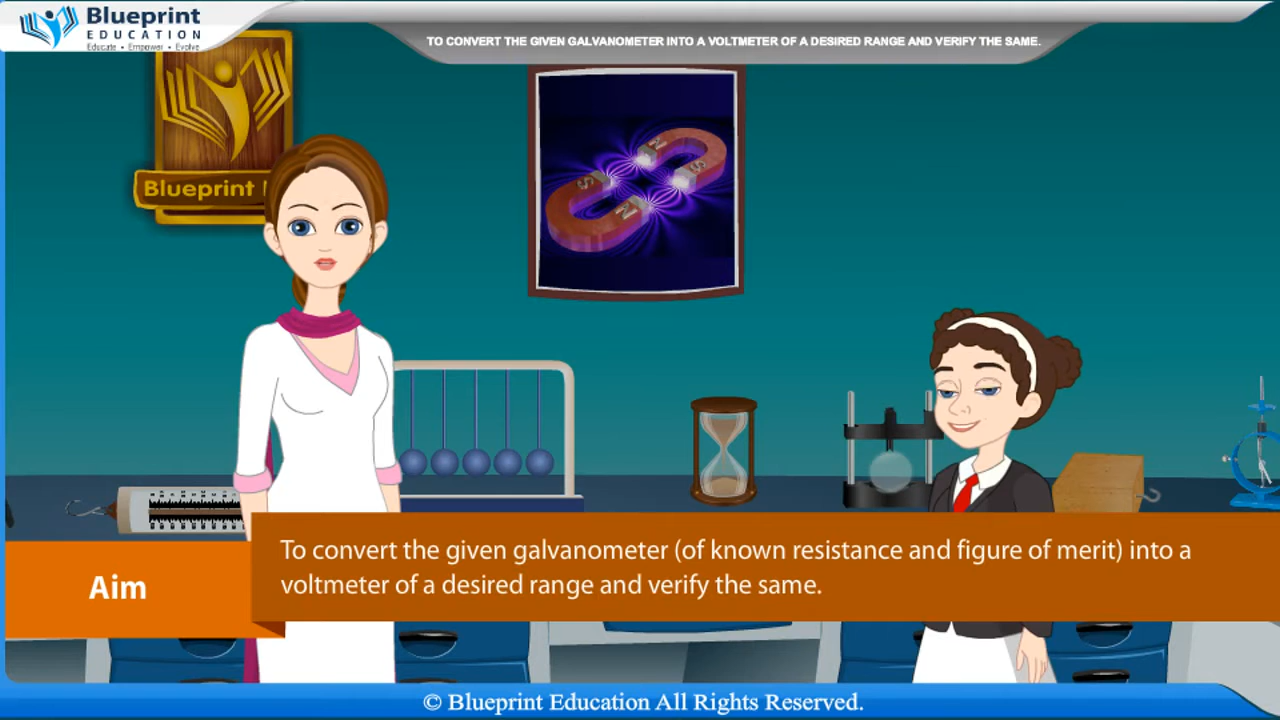 Blueprint
EDUCATION
Educate • Empower • Evolve
TO CONVERT THE GIVEN GALVANOMETER INTO A VOLTMETER OF A DESIRED RANGE AND VERIFY THE SAME.
Blueprint
N
S
S
N
Aim
To convert the given galvanometer (of known resistance and figure of merit) into a
voltmeter of a desired range and verify the same.
© Blueprint Education All Rights Reserved.